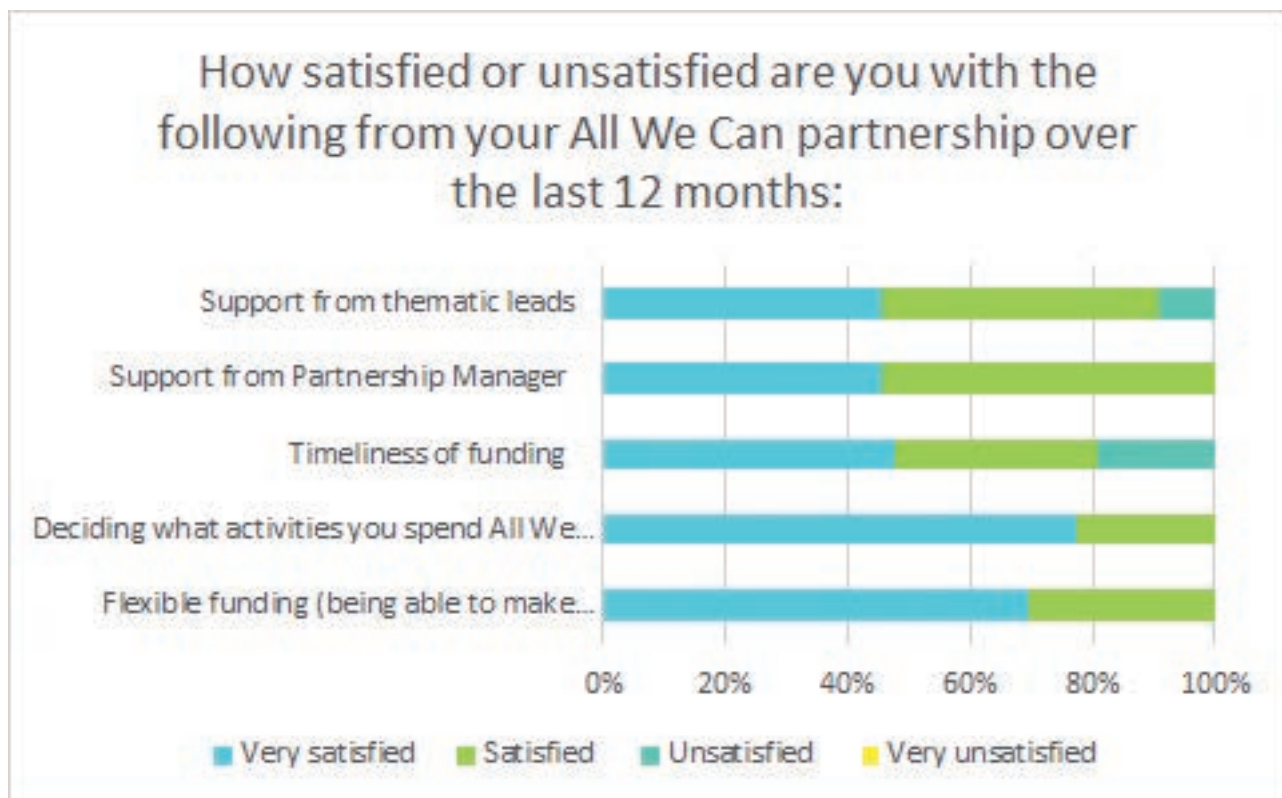 How satisfied or unsatisfied are you with the
following from your All We Can partnership over
the last 12 months:
Support from thematic leads
Support from Partnership Manager
Timeliness of funding
Deciding what activities you spend All We...
Flexible funding (being able to make...
0% 20% 40% 60% 80% 100%
Very satisfied Satisfied Unsatisfied Very unsatisfied